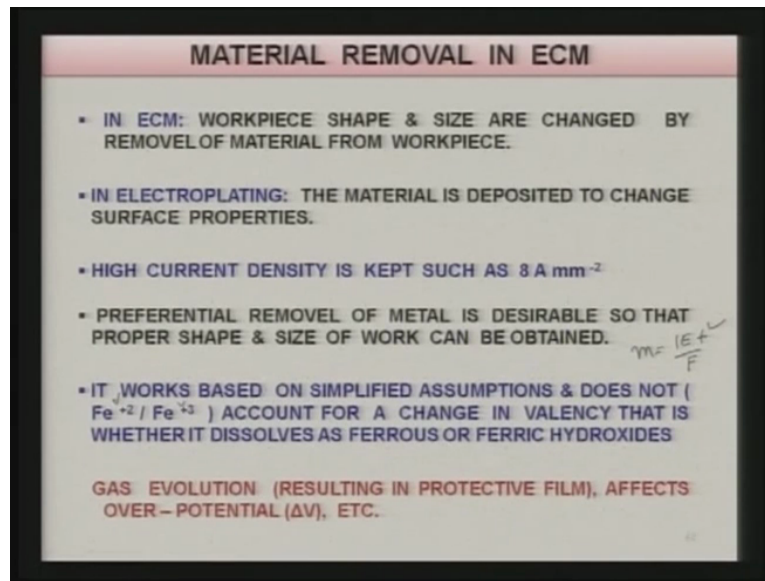 MATERIAL REMOVAL IN ECM
▪ IN ECM: WORKPIECE SHAPE & SIZE ARE CHANGED BY
REMOVEL OF MATERIAL FROM WORKPIECE.
▪ IN ELECTROPLATING: THE MATERIAL IS DEPOSITED TO CHANGE
SURFACE PROPERTIES.
▪ HIGH CURRENT DENSITY IS KEPT SUCH AS 8 A mm⁻²
▪ PREFERENTIAL REMOVEL OF METAL IS DESIRABLE SO THAT
PROPER SHAPE & SIZE OF WORK CAN BE OBTAINED.
m = IEt/F
▪ IT WORKS BASED ON SIMPLIFIED ASSUMPTIONS & DOES NOT (
Fe⁺² / Fe⁺³ ) ACCOUNT FOR A CHANGE IN VALENCY THAT IS
WHETHER IT DISSOLVES AS FERROUS OR FERRIC HYDROXIDES
GAS EVOLUTION (RESULTING IN PROTECTIVE FILM), AFFECTS
OVER – POTENTIAL (ΔV), ETC.